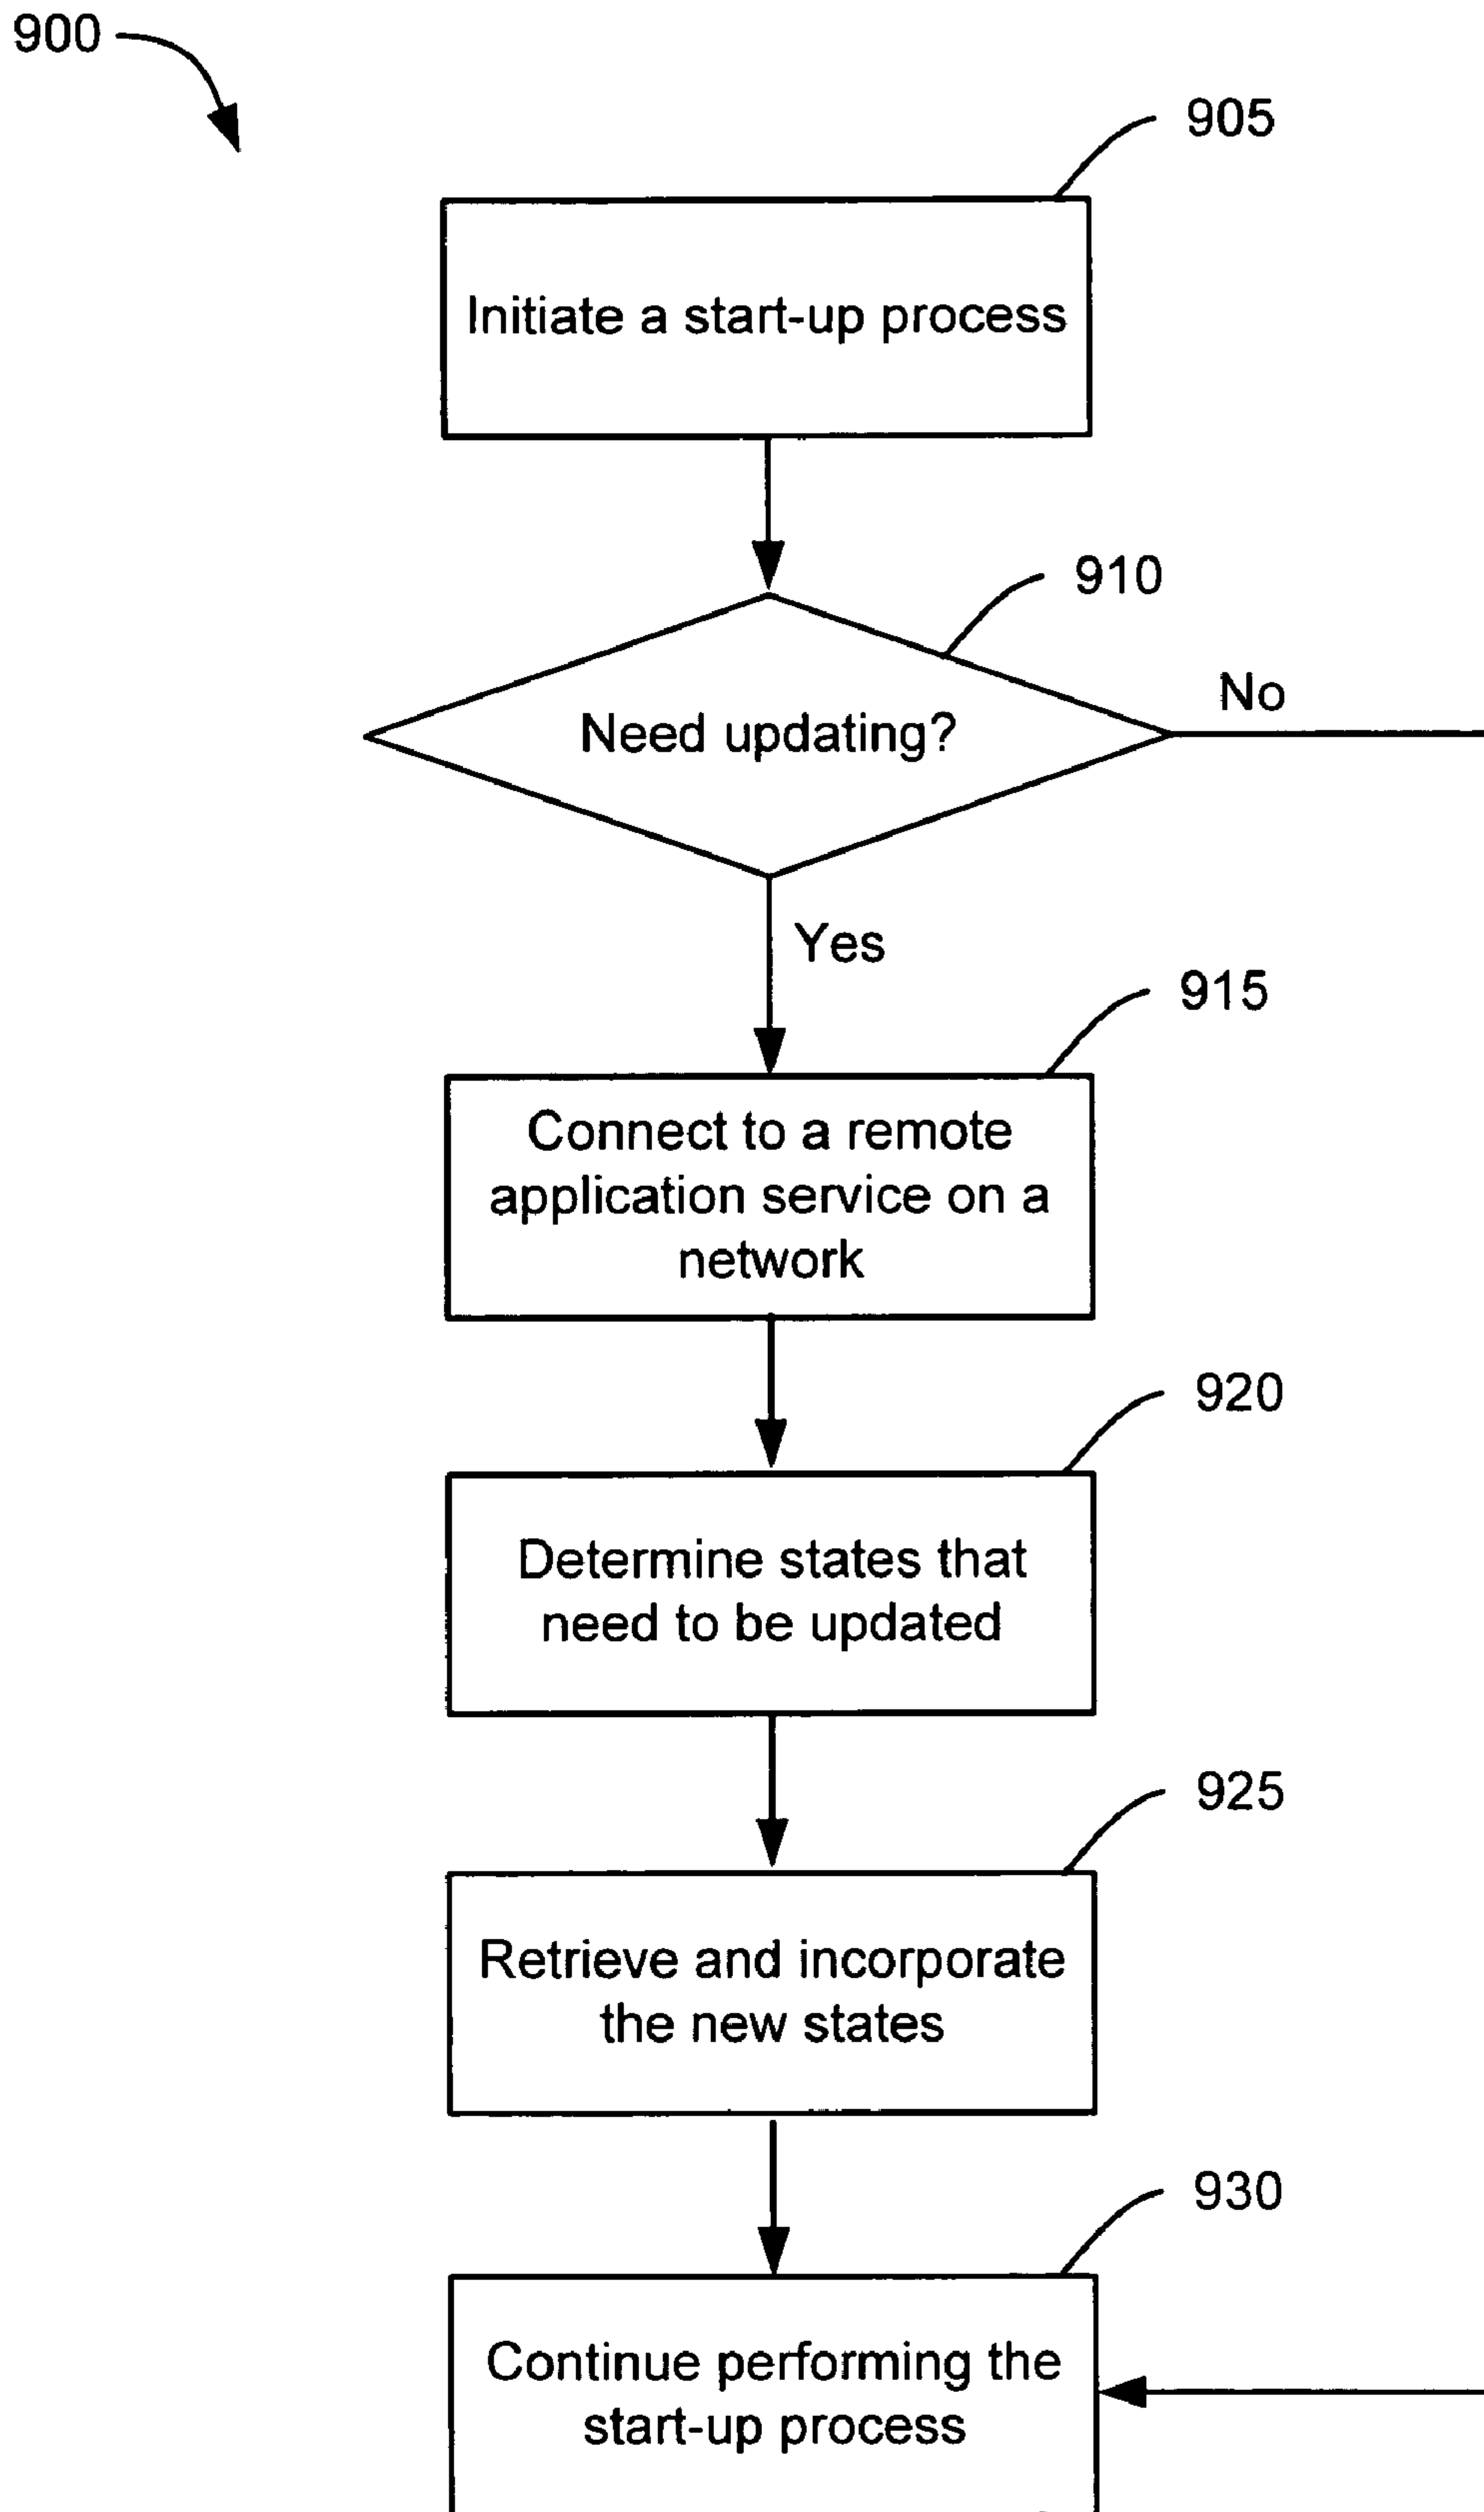 900
905
Initiate a start-up process
910
Need updating?
No
Yes
915
Connect to a remote
application service on a
network
920
Determine states that
need to be updated
925
Retrieve and incorporate
the new states
930
Continue performing the
start-up process